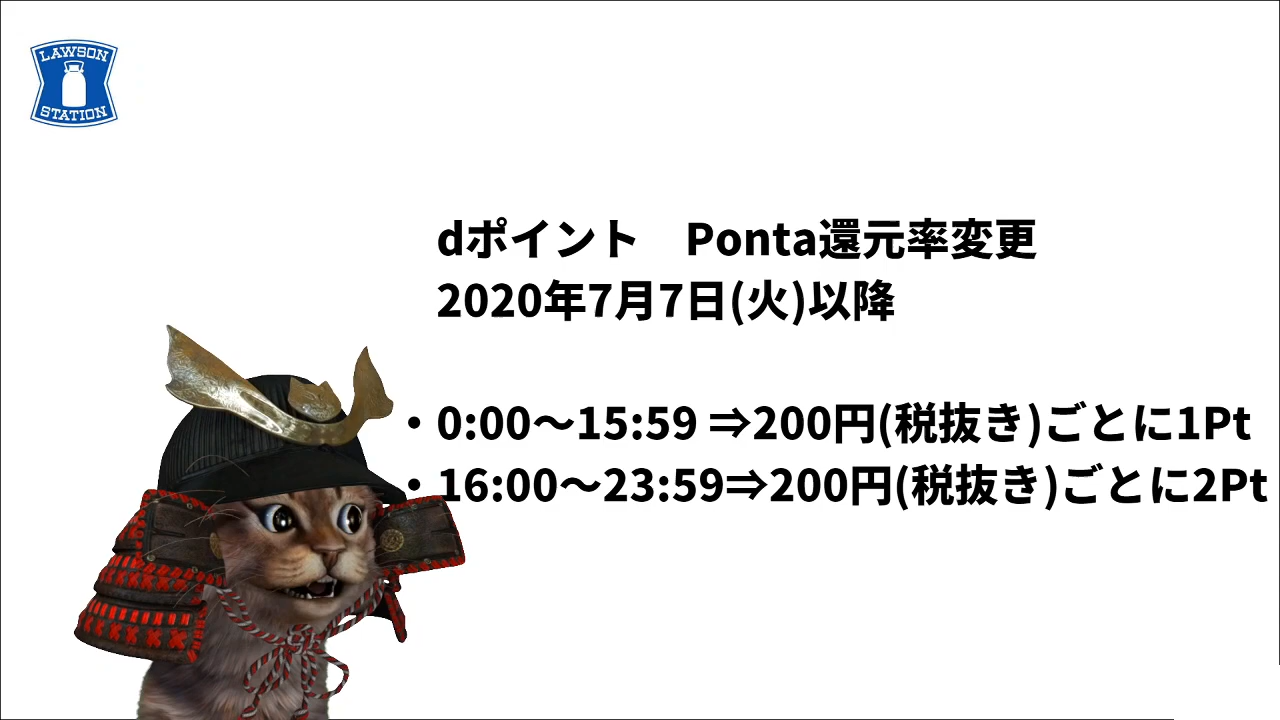 LAWSON
STATION
dポイント　Ponta還元率変更
2020年7月7日(火)以降
・0:00〜15:59 ⇒200円(税抜き)ごとに1Pt
・16:00〜23:59⇒200円(税抜き)ごとに2Pt